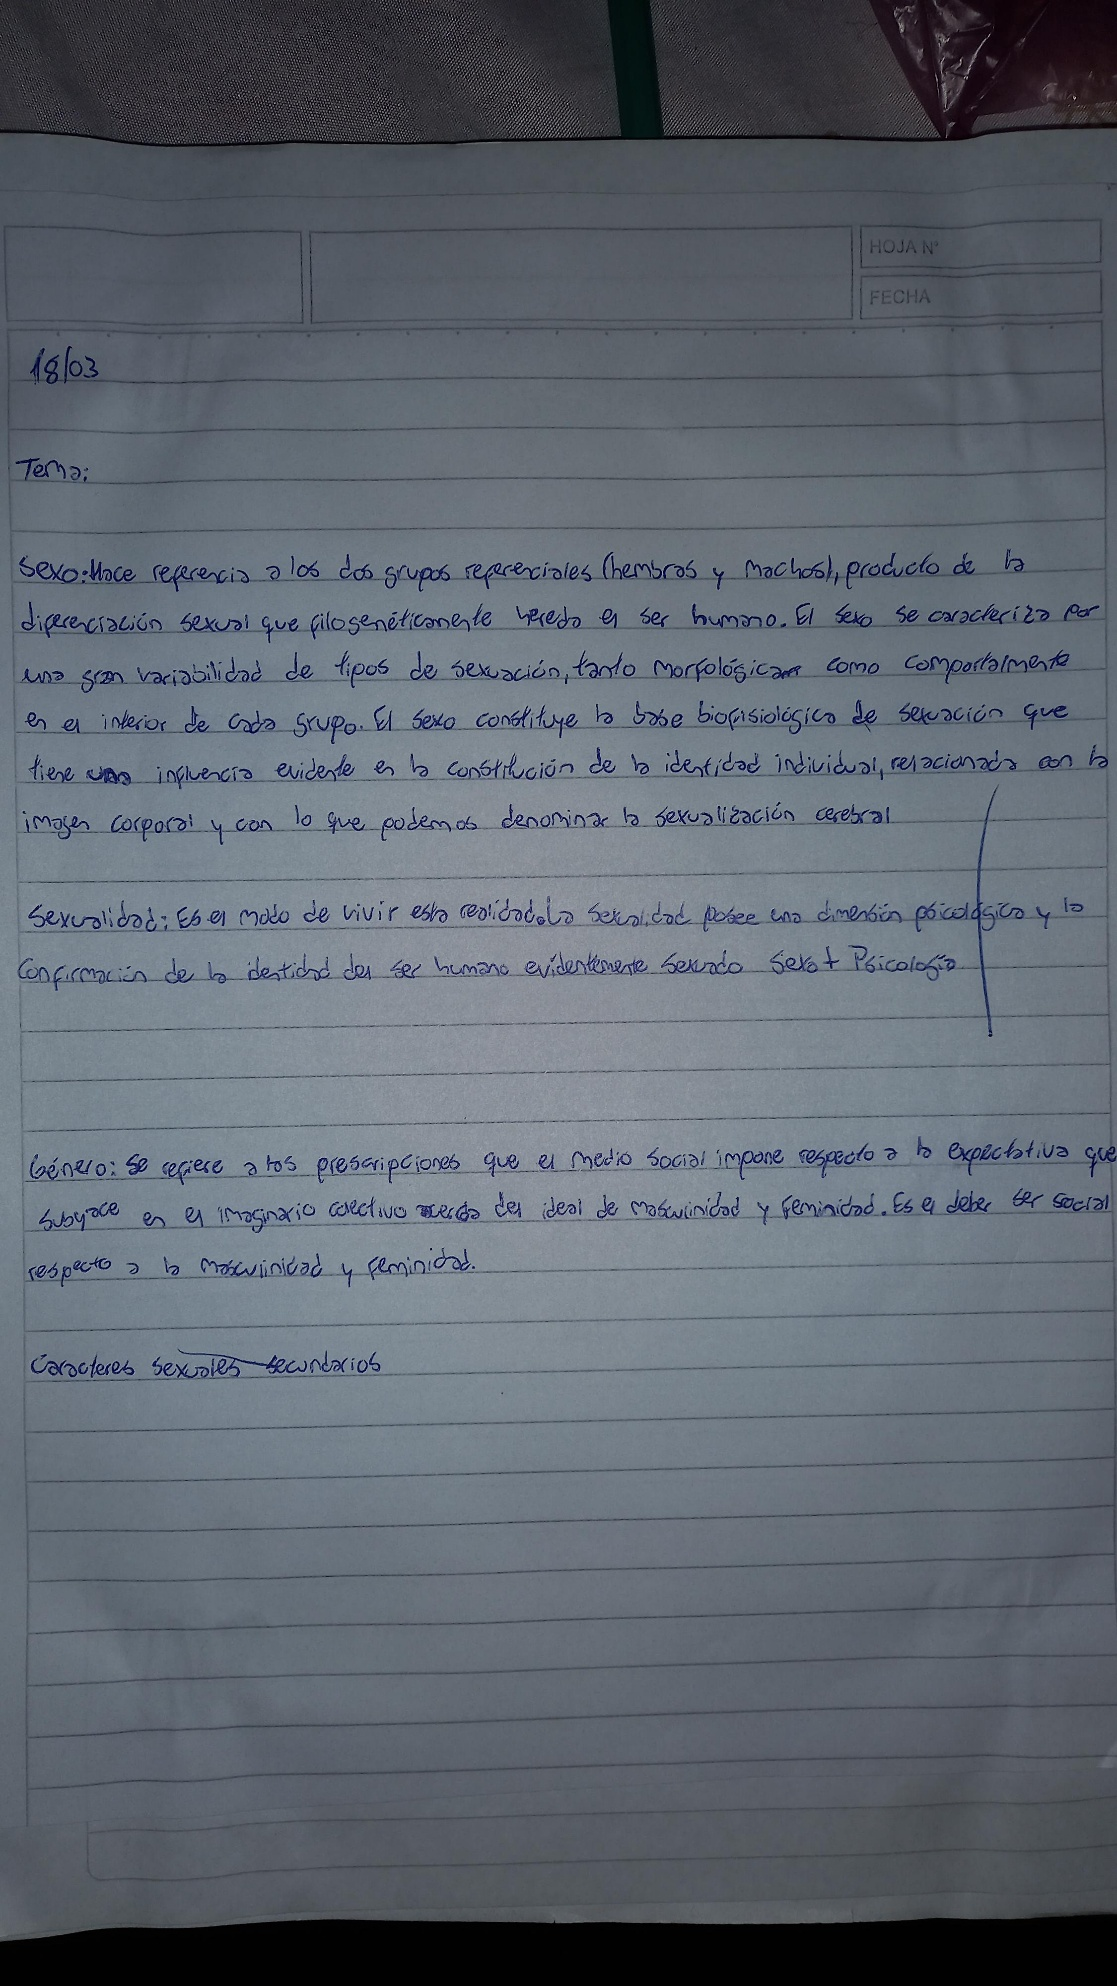 HOJA N°
FECHA
18/03
Tema:
Sexo: Hace referencia a los dos grupos referenciales (hembras y machos), producto de la
diferenciación sexual que filogenéticamente hereda el ser humano. El sexo se caracteriza por
una gran variabilidad de tipos de sexuación, tanto morfológica como comportalmente
en el interior de cada grupo. El sexo constituye la base biofisiológica de sexuación que
tiene una influencia evidente en la constitución de la identidad individual, relacionada con la
imagen corporal y con lo que podemos denominar la sexualización cerebral
Sexualidad: Es el modo de vivir esta realidad. La sexualidad posee una dimensión psicológica y la
confirmación de la identidad del ser humano evidentemente sexuado Sexo + Psicología
Género: Se refiere a las prescripciones que el medio social impone respecto a la expectativa que
subyace en el imaginario colectivo acerca del ideal de masculinidad y feminidad. Es el deber ser social
respecto a la masculinidad y feminidad.
Caracteres sexuales secundarios